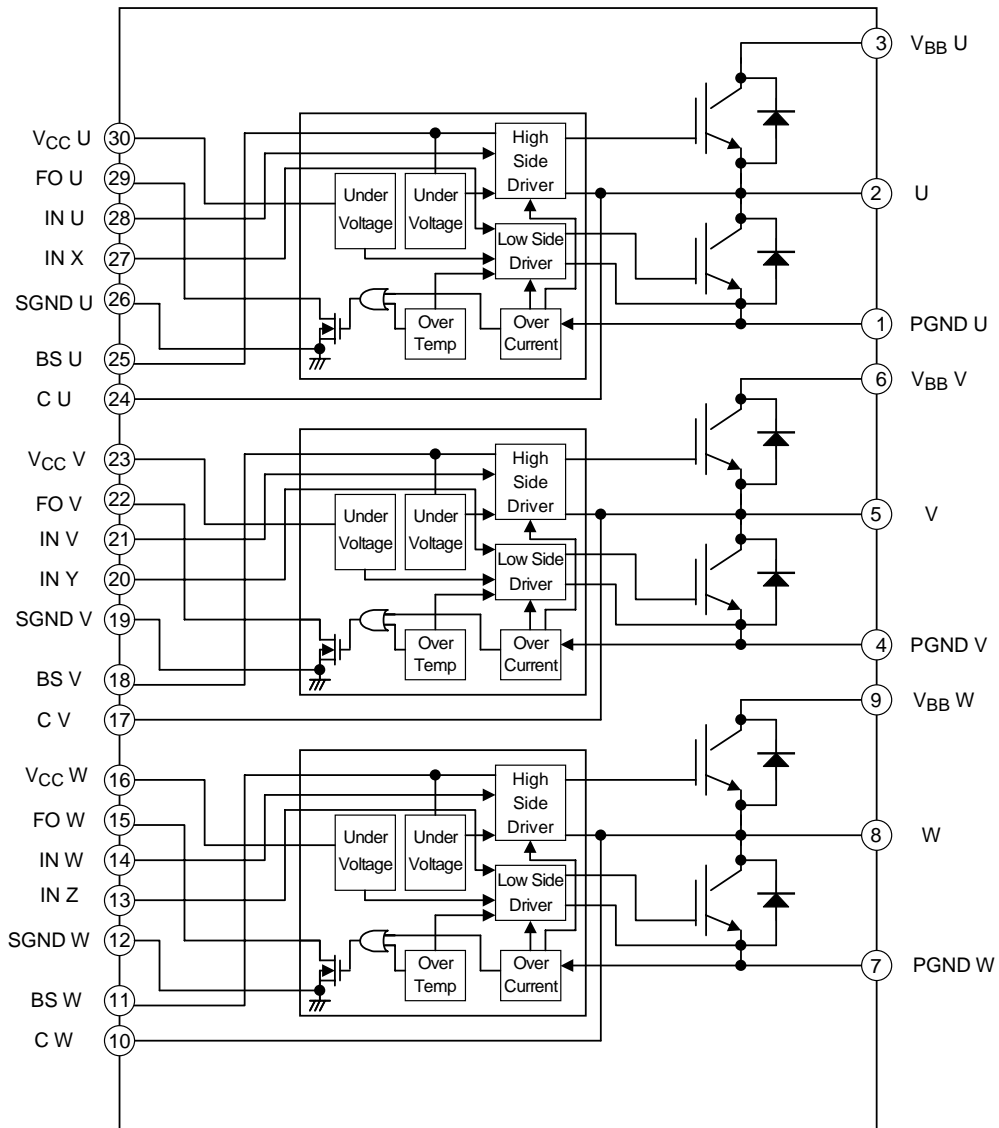 3 VBB U
High
Side
Driver
VCC U 30
FO U 29
IN U 28
IN X 27
SGND U 26
BS U 25
C U 24
Under
Voltage
Under
Voltage
Low Side
Driver
Over
Temp
Over
Current
2 U
1 PGND U
6 VBB V
VCC V 23
FO V 22
IN V 21
IN Y 20
SGND V 19
BS V 18
C V 17
High
Side
Driver
Under
Voltage
Under
Voltage
Low Side
Driver
Over
Temp
Over
Current
5 V
4 PGND V
9 VBB W
VCC W 16
FO W 15
IN W 14
IN Z 13
SGND W 12
BS W 11
C W 10
High
Side
Driver
Under
Voltage
Under
Voltage
Low Side
Driver
Over
Temp
Over
Current
8 W
7 PGND W